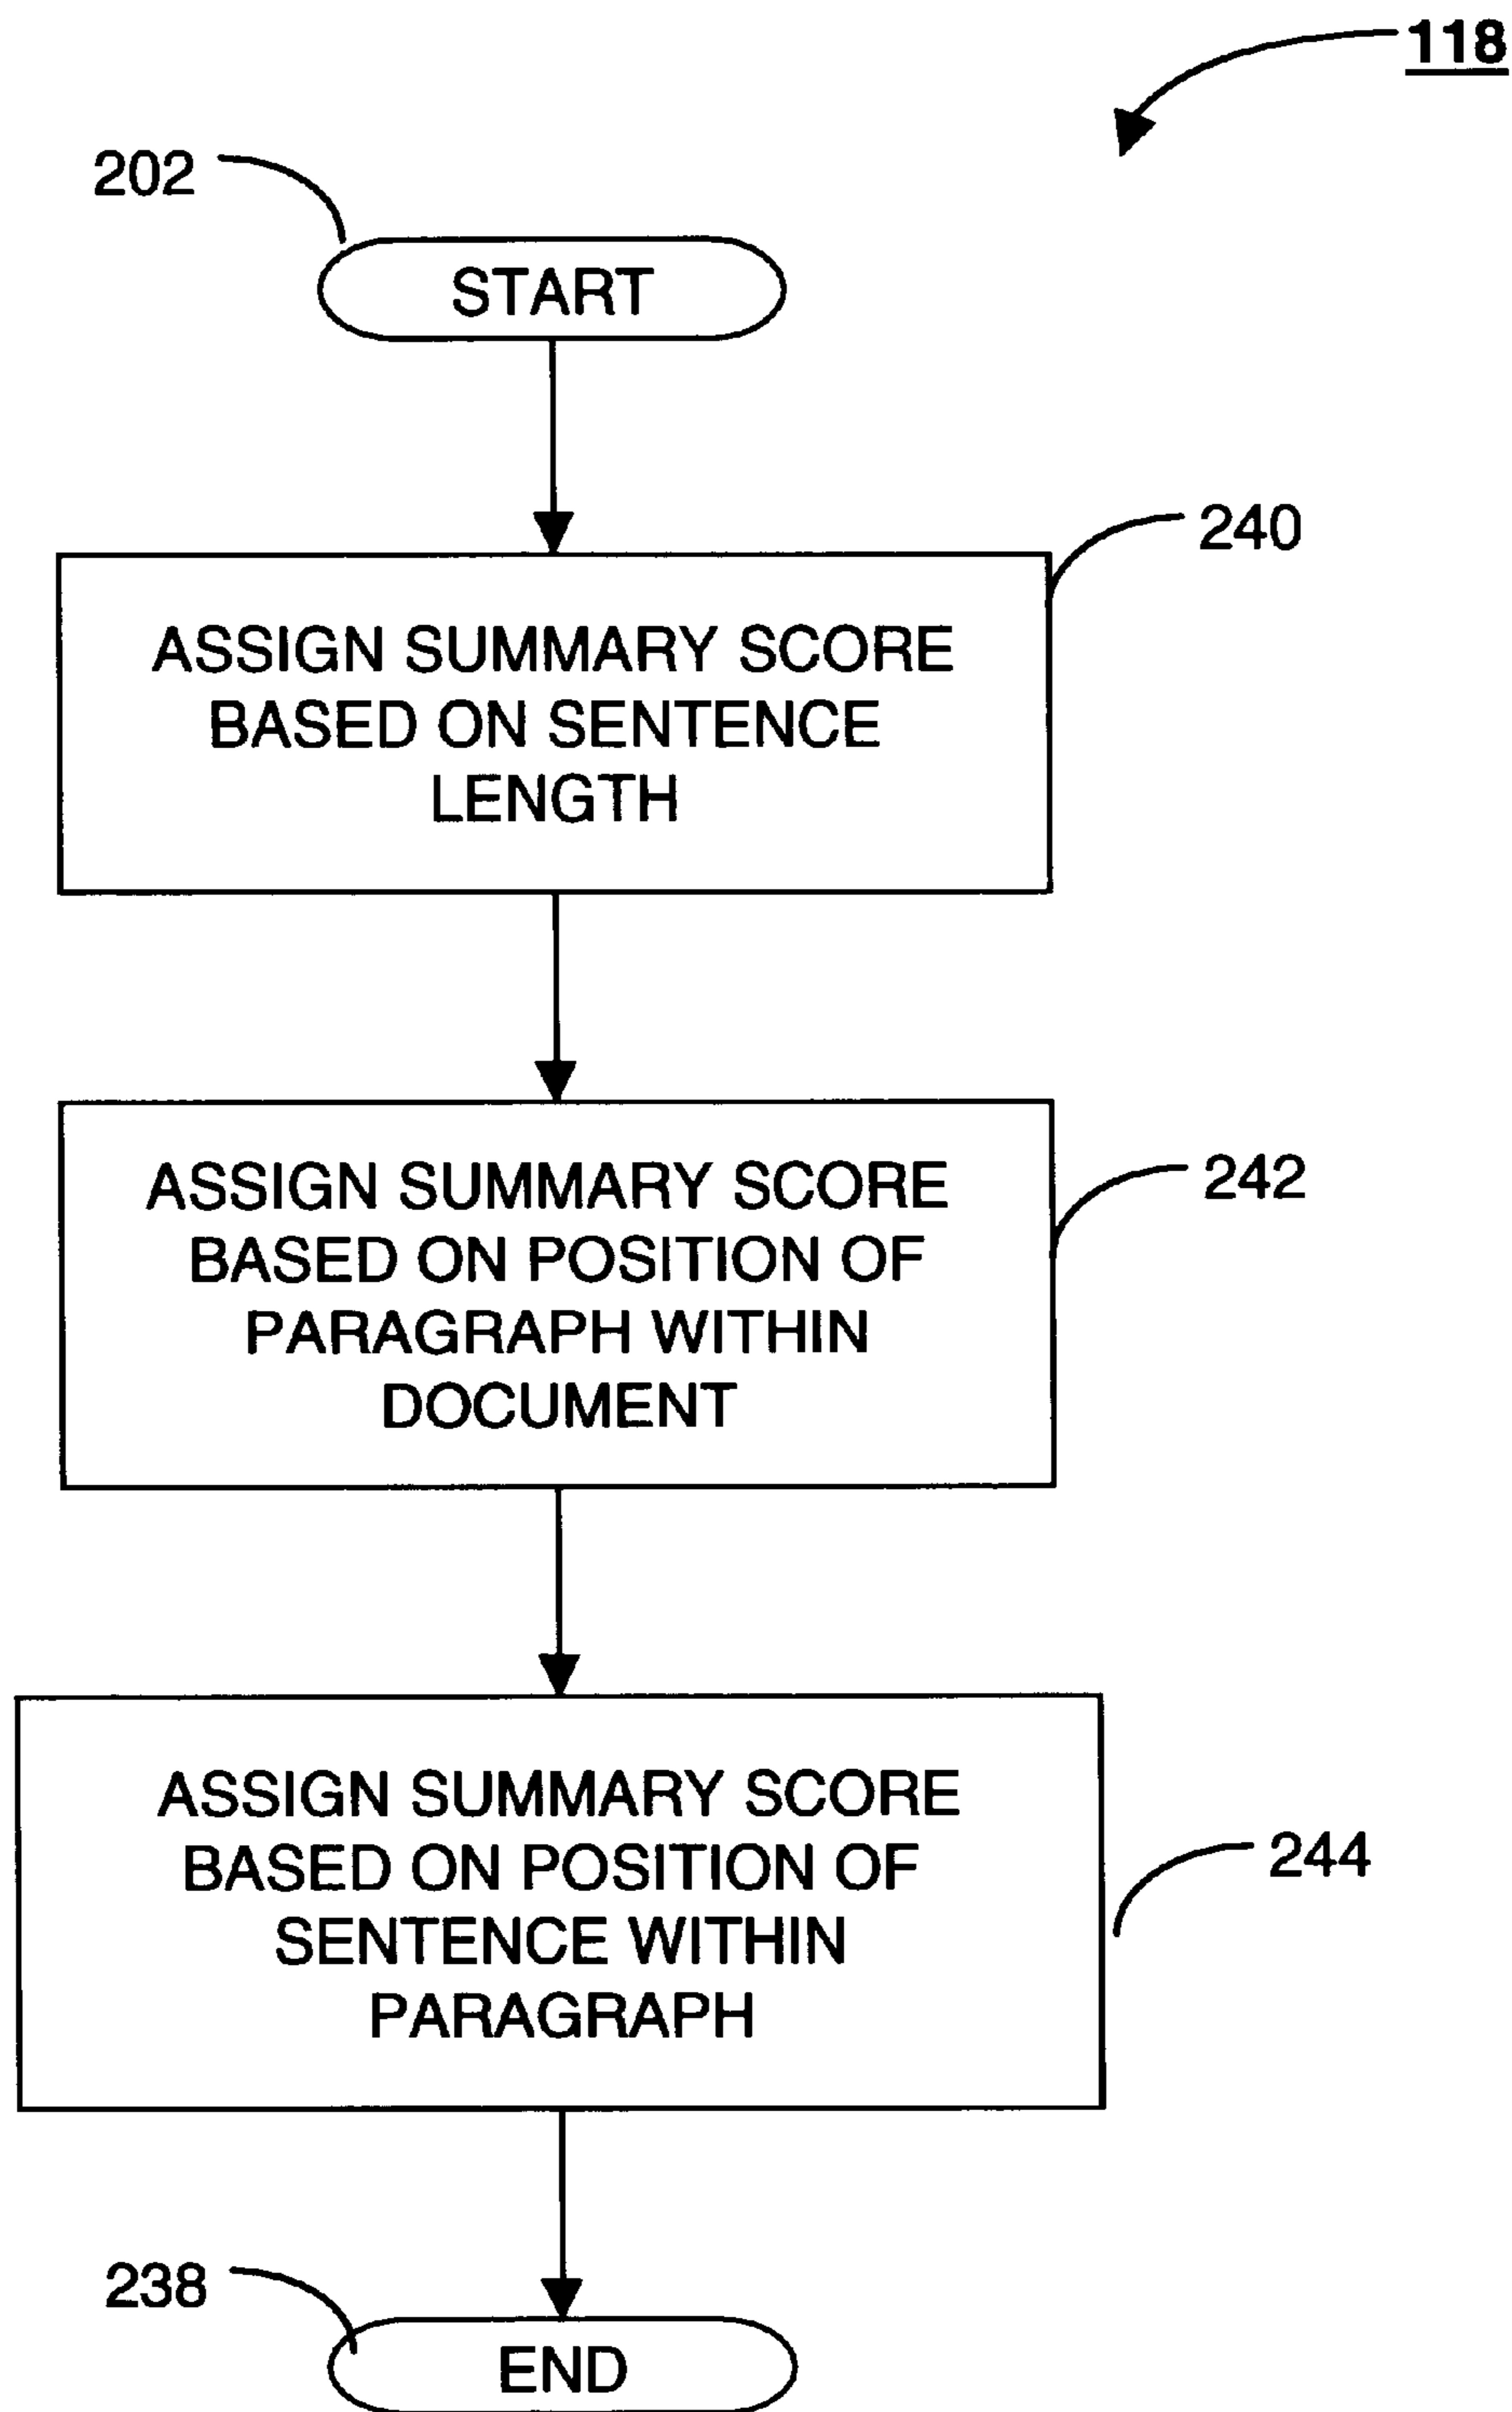 118
202
START
240
ASSIGN SUMMARY SCORE
BASED ON SENTENCE
LENGTH
242
ASSIGN SUMMARY SCORE
BASED ON POSITION OF
PARAGRAPH WITHIN
DOCUMENT
ASSIGN SUMMARY SCORE
BASED ON POSITION OF
SENTENCE WITHIN
PARAGRAPH
244
238
END